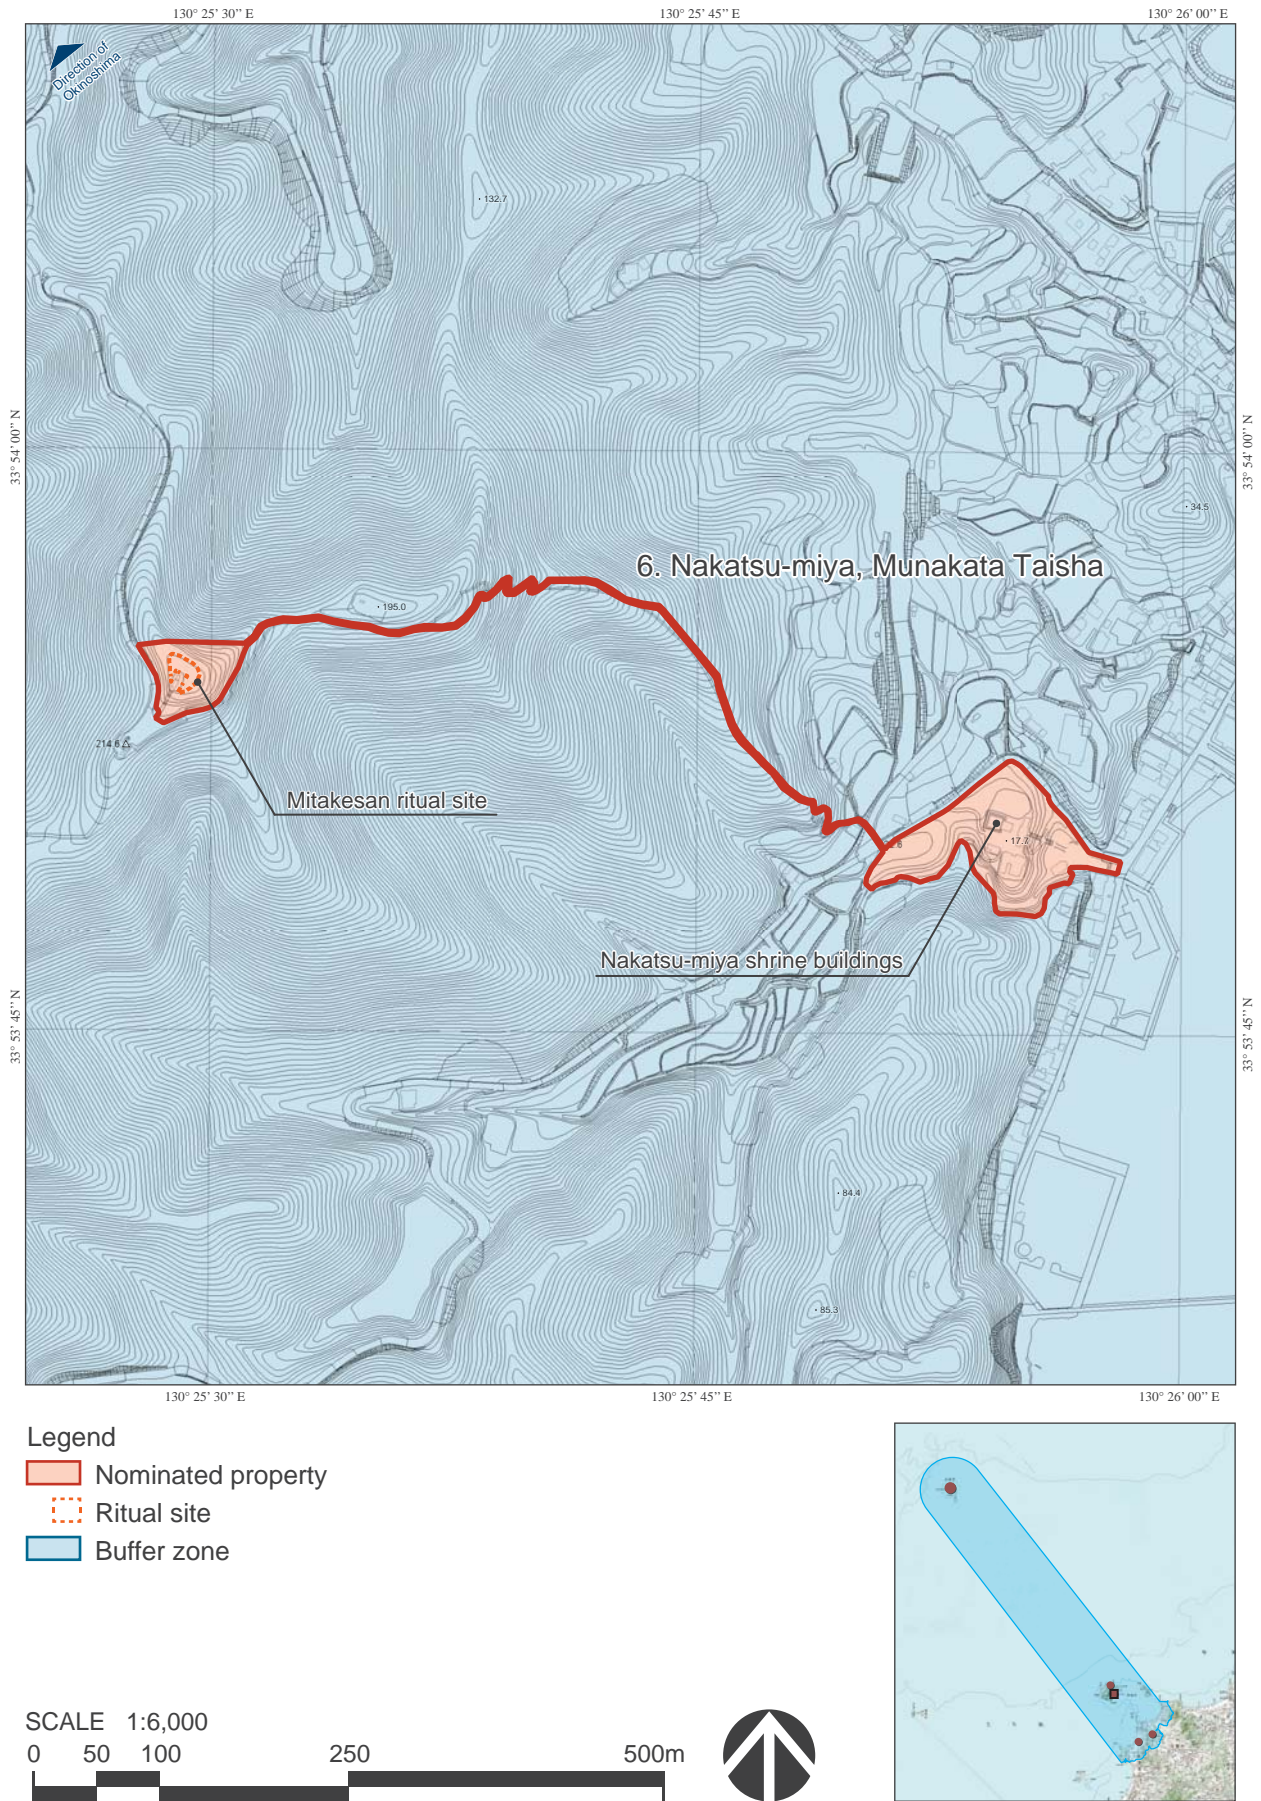 130° 25' 30'' E
130° 25' 45'' E
130° 26' 00'' E
Direction of
Okinoshima
132.7
33° 54' 00'' N
33° 54' 00'' N
34.5
6. Nakatsu-miya, Munakata Taisha
195.0
214.6
Mitakesan ritual site
17.7
Nakatsu-miya shrine buildings
33° 53' 45'' N
33° 53' 45'' N
84.4
85.3
130° 25' 30'' E
130° 25' 45'' E
130° 26' 00'' E
Legend
Nominated property
Ritual site
Buffer zone
SCALE 1:6,000
0 50 100 250 500m